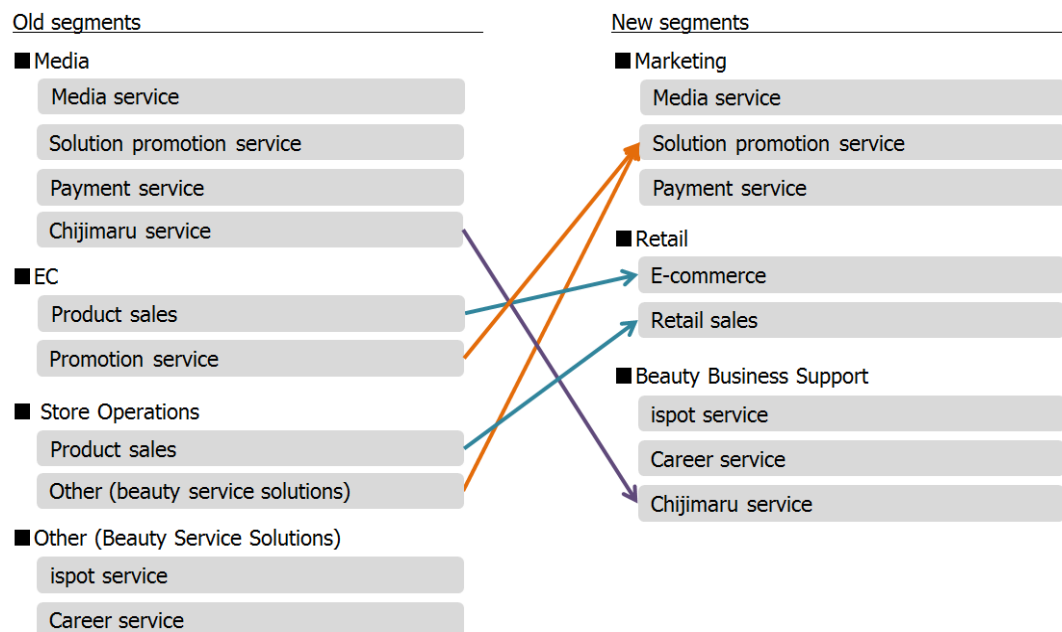 Old segments
■ Media
Media service
Solution promotion service
Payment service
Chijimaru service
■ EC
Product sales
Promotion service
■ Store Operations
Product sales
Other (beauty service solutions)
■ Other (Beauty Service Solutions)
ispot service
Career service
New segments
■ Marketing
Media service
Solution promotion service
Payment service
■ Retail
E-commerce
Retail sales
■ Beauty Business Support
ispot service
Career service
Chijimaru service